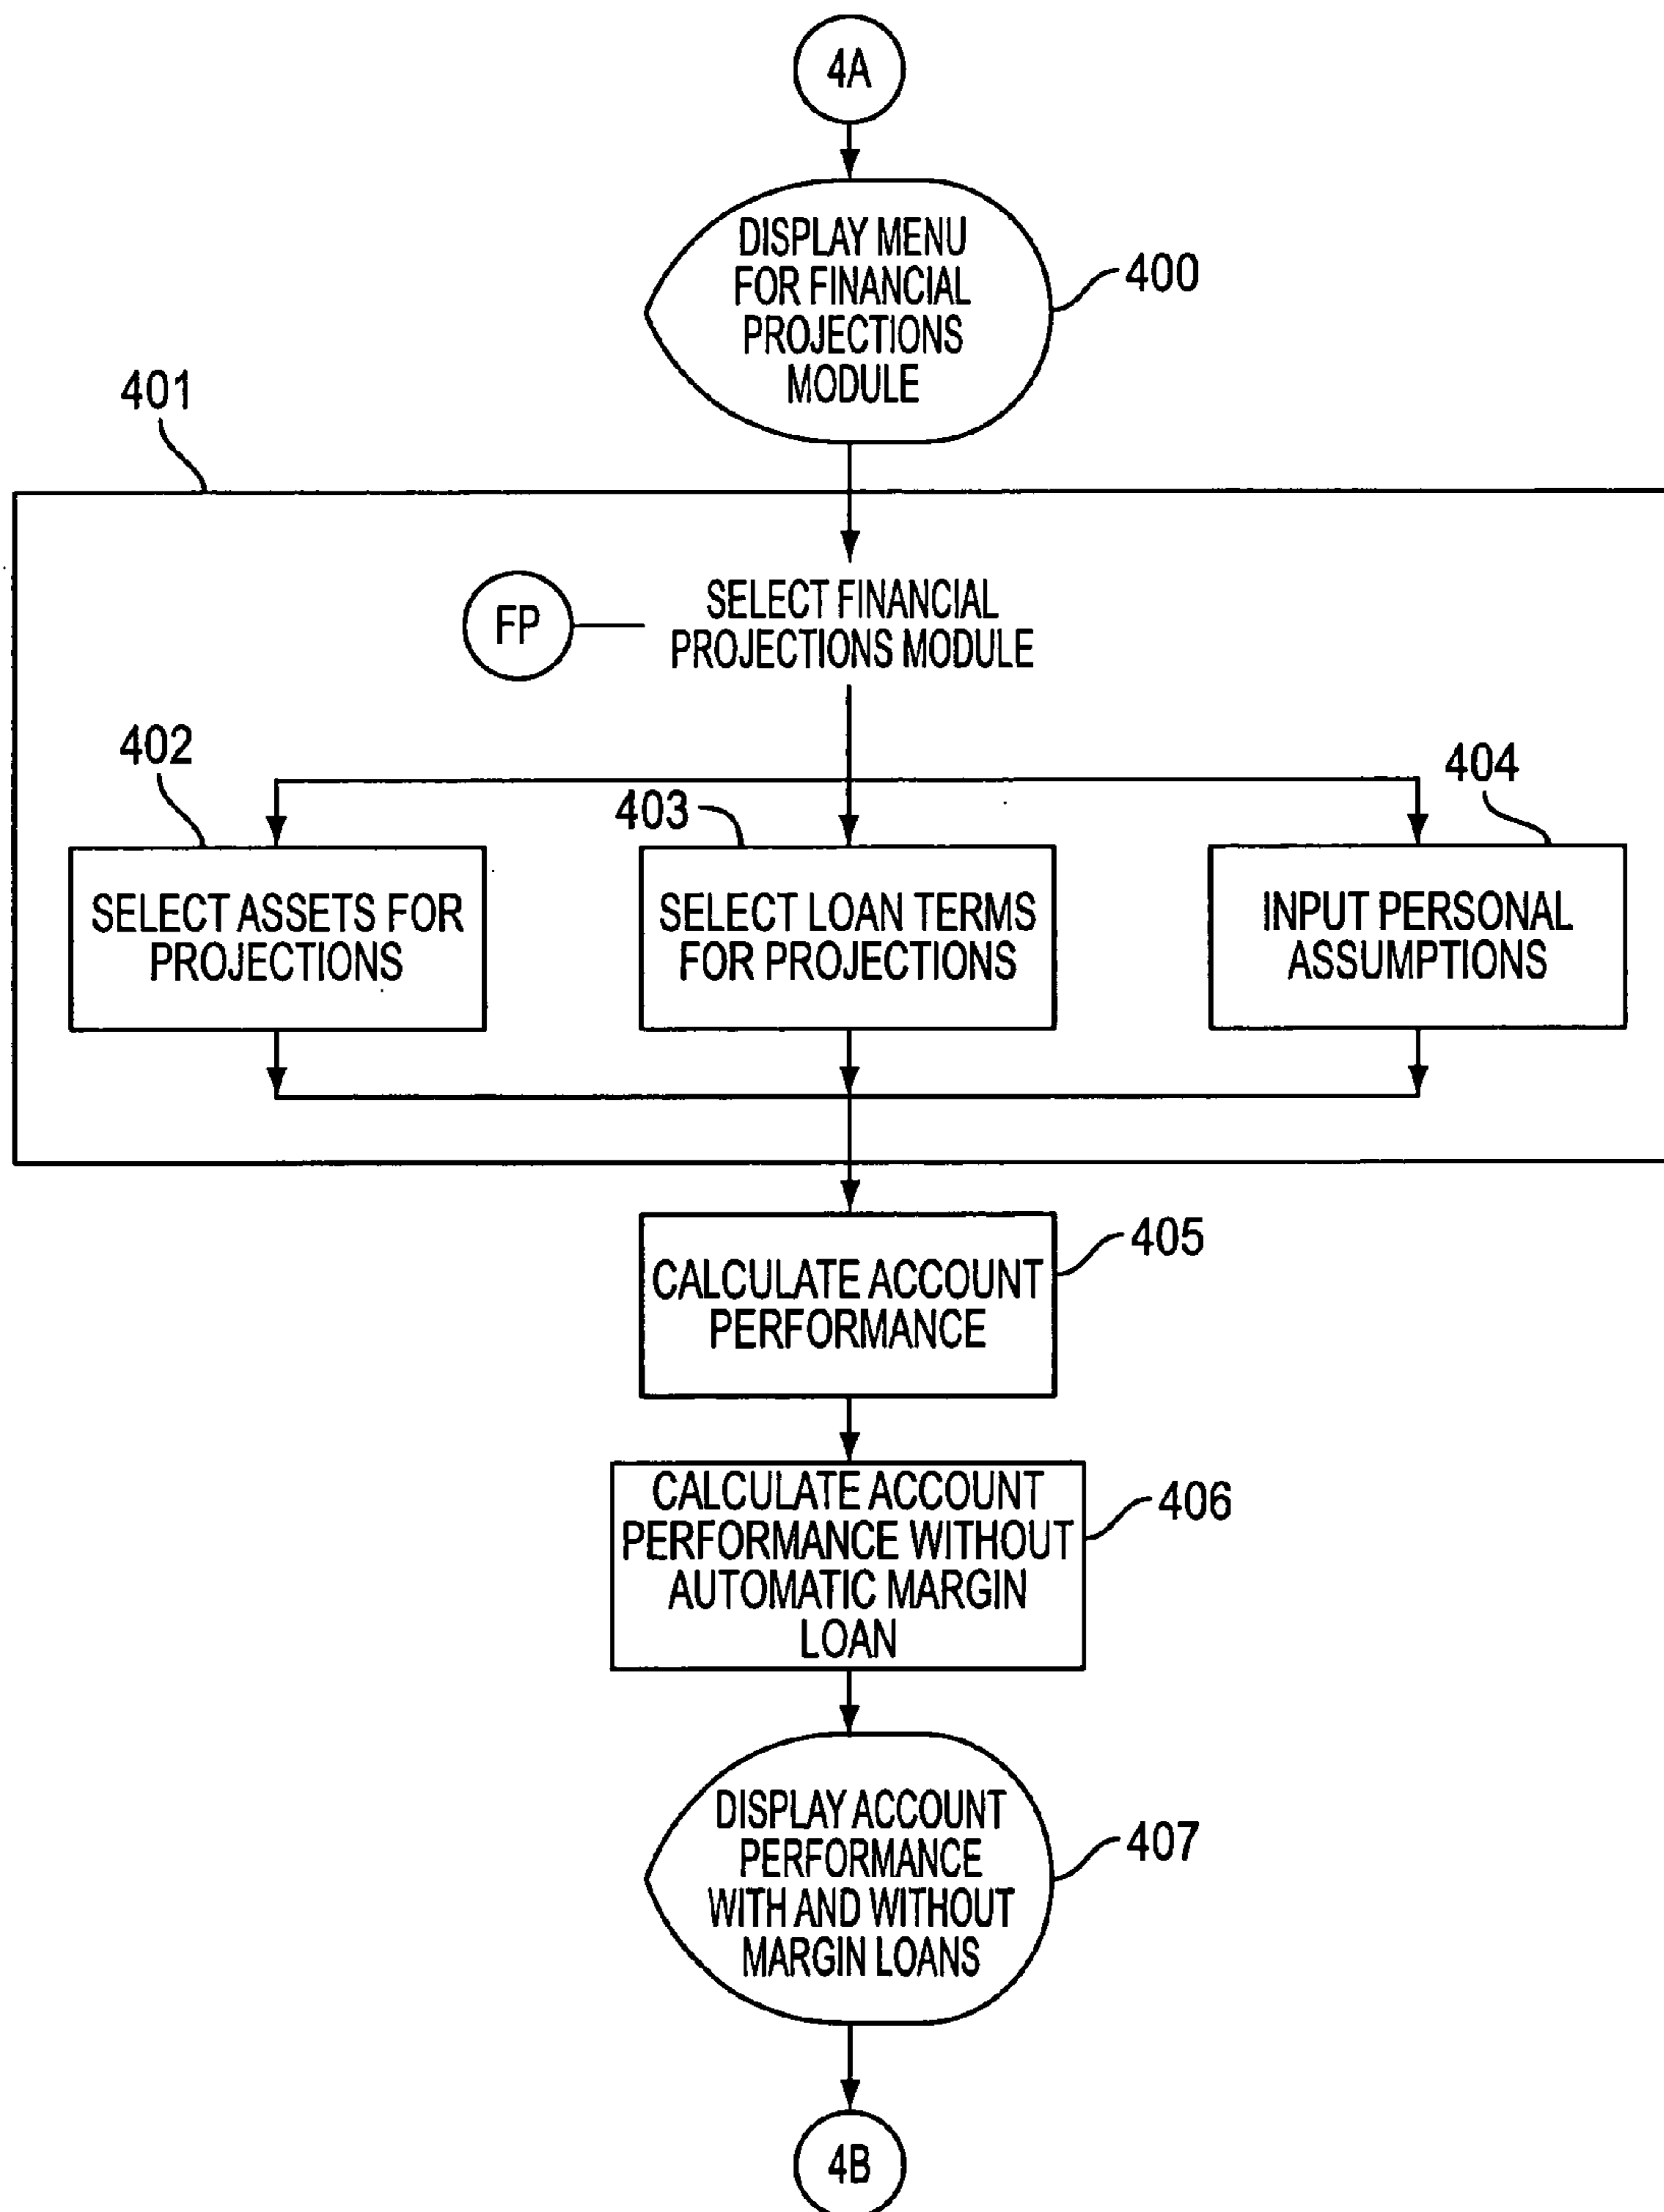 4A
DISPLAY MENU
FOR FINANCIAL
PROJECTIONS
MODULE
400
401
FP
SELECT FINANCIAL
PROJECTIONS MODULE
402
403
404
SELECT ASSETS FOR
PROJECTIONS
SELECT LOAN TERMS
FOR PROJECTIONS
INPUT PERSONAL
ASSUMPTIONS
405
CALCULATE ACCOUNT
PERFORMANCE
406
CALCULATE ACCOUNT
PERFORMANCE WITHOUT
AUTOMATIC MARGIN
LOAN
407
DISPLAY ACCOUNT
PERFORMANCE
WITH AND WITHOUT
MARGIN LOANS
4B